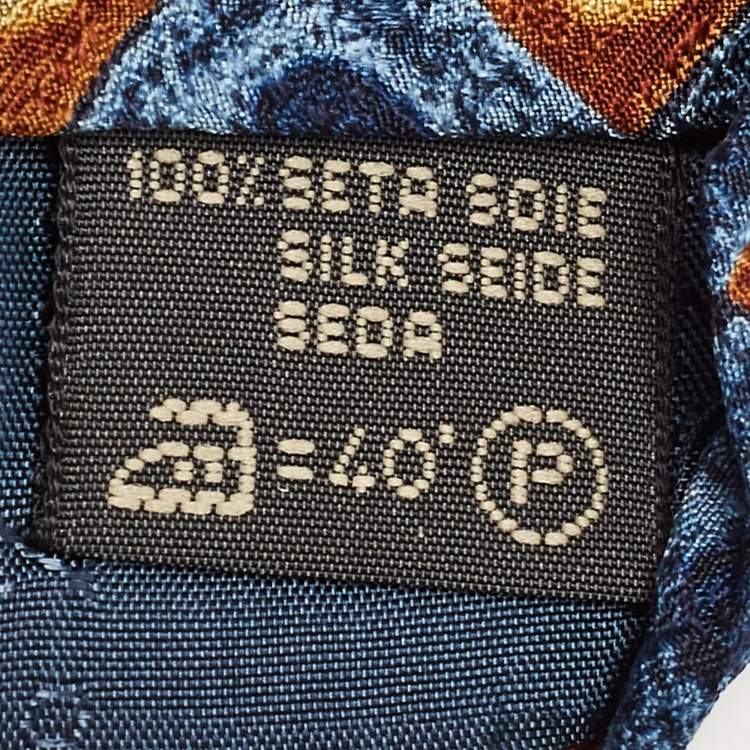 100% SETA SOIE
SILK SEIDE
SEDA
= 40° P